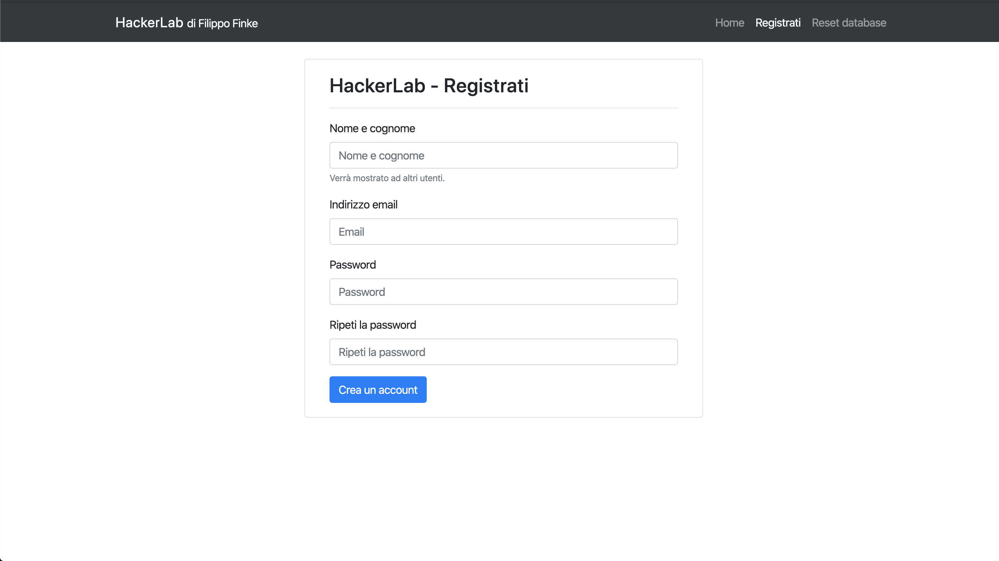 HackerLab di Filippo Finke
Home Registrati Reset database
HackerLab - Registrati
Nome e cognome
Nome e cognome
Verrà mostrato ad altri utenti.
Indirizzo email
Email
Password
Password
Ripeti la password
Ripeti la password
Crea un account